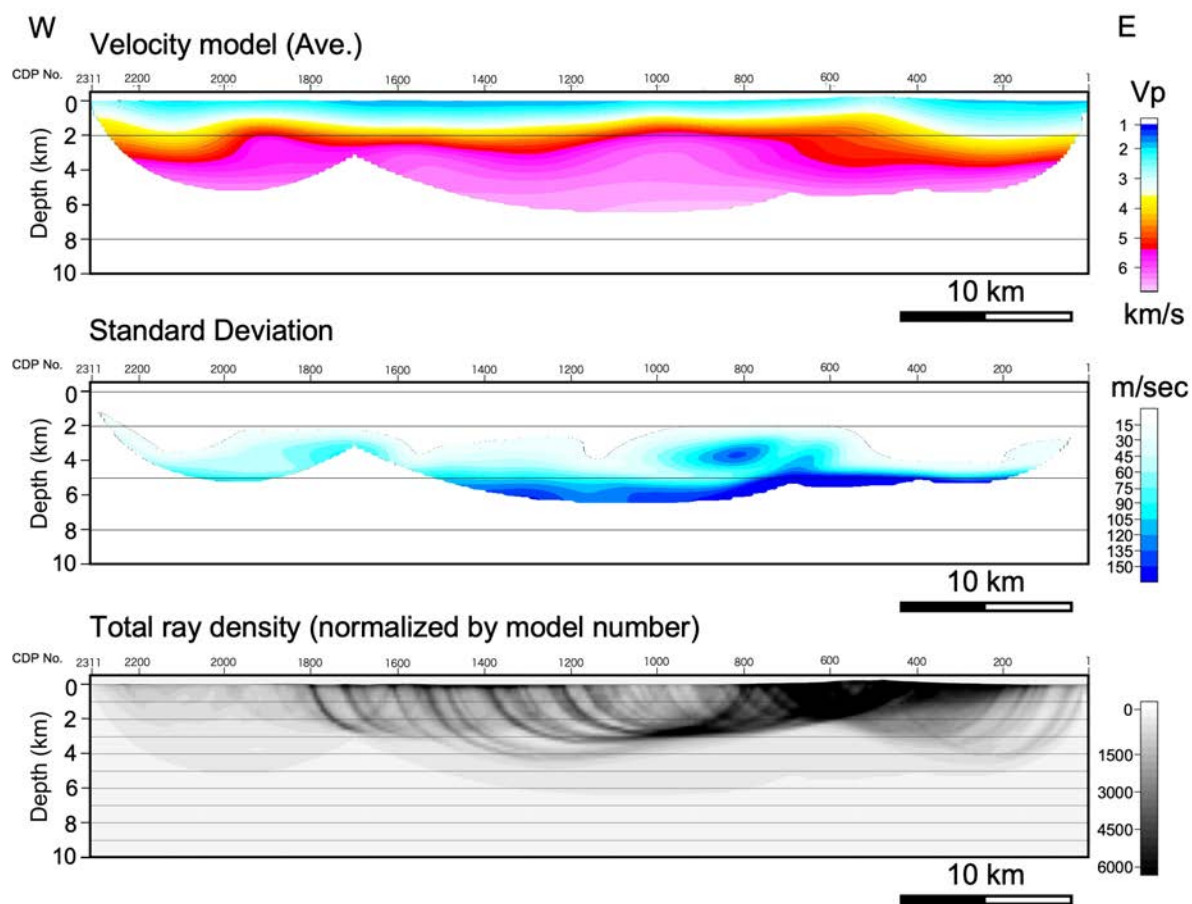 W E
Velocity model (Ave.)
CDP No. 2311 2200 2000 1800 1600 1400 1200 1000 800 600 400 200 1
Depth (km)
0
2
4
6
8
10
Vp
1
2
3
4
5
6
km/s
10 km
Standard Deviation
CDP No. 2311 2200 2000 1800 1600 1400 1200 1000 800 600 400 200 1
Depth (km)
0
2
4
6
8
10
m/sec
15
30
45
60
75
90
105
120
135
150
10 km
Total ray density (normalized by model number)
CDP No. 2311 2200 2000 1800 1600 1400 1200 1000 800 600 400 200 1
Depth (km)
0
2
4
6
8
10
0
1500
3000
4500
6000
10 km